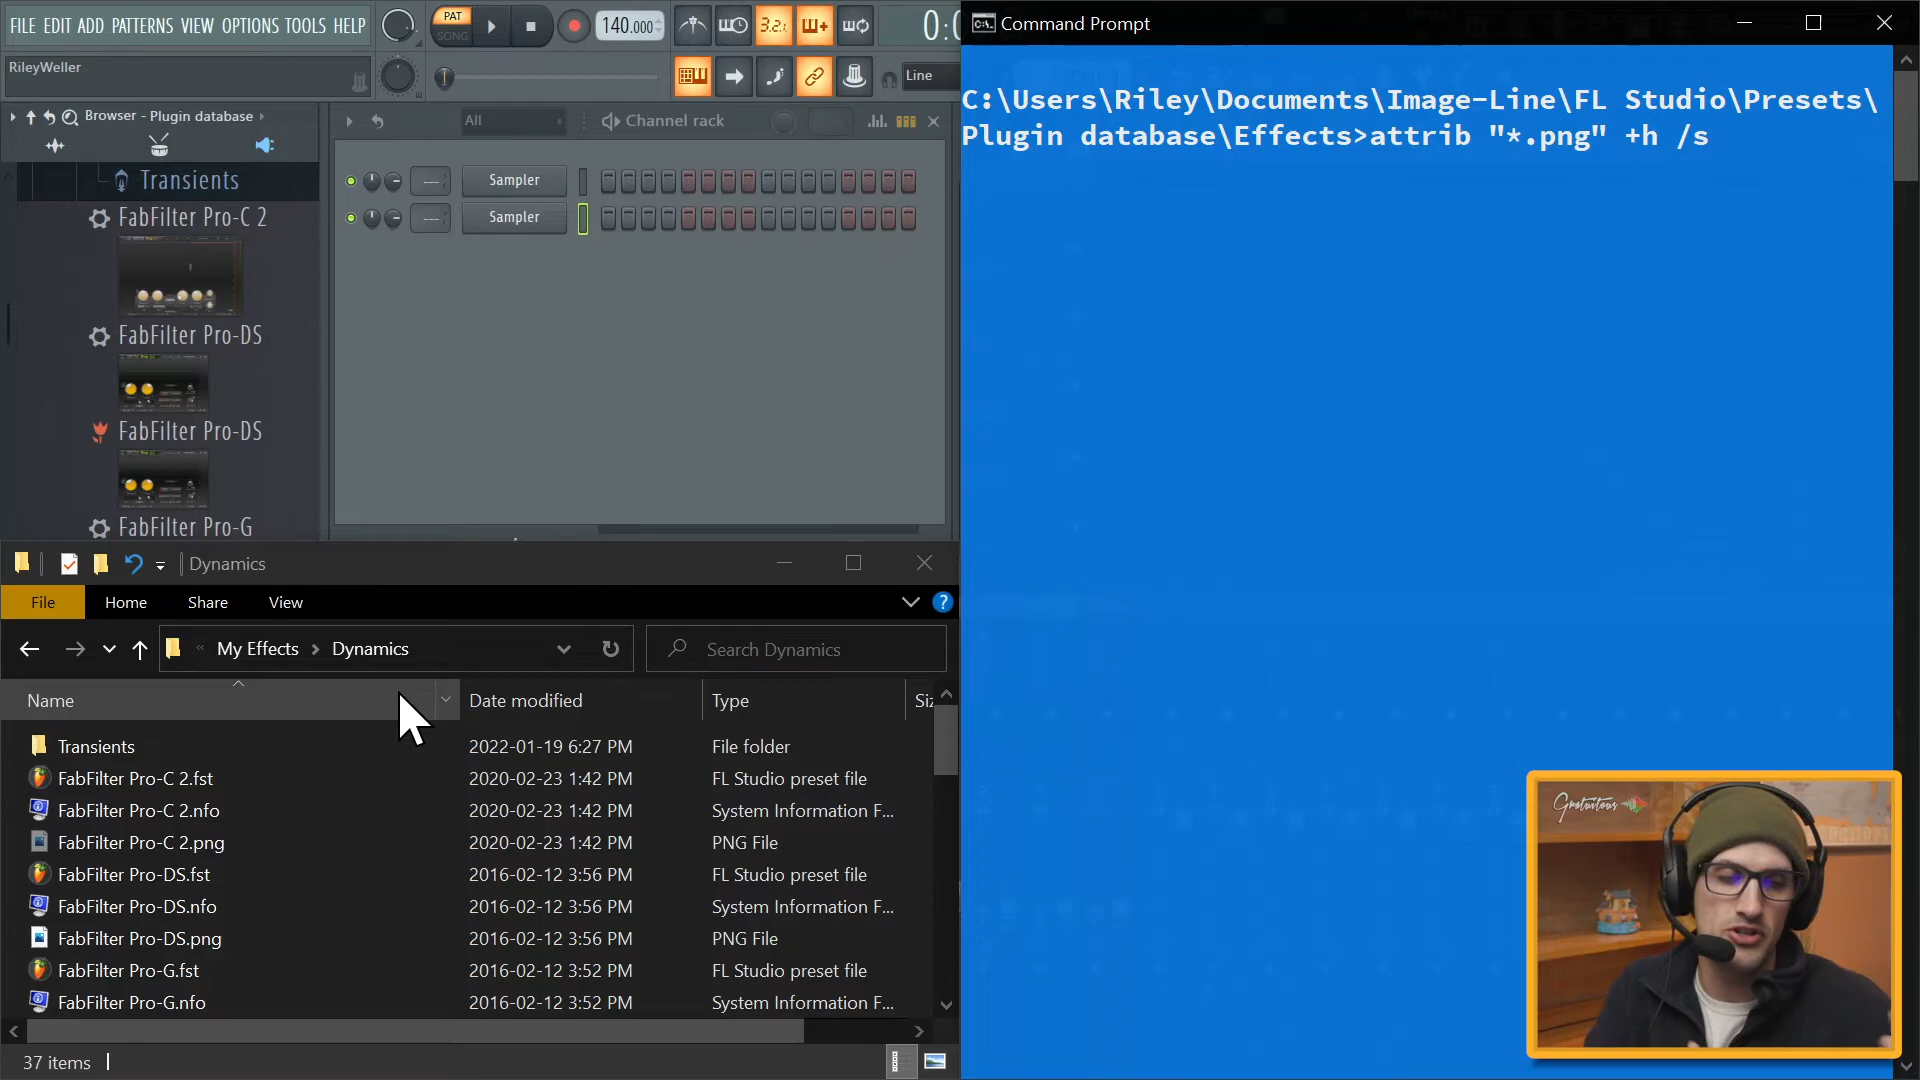 FILE EDIT ADD PATTERNS VIEW OPTIONS TOOLS HELP
PAT
SONG
140.000
3.2.1
0:0
RileyWeller
Line
Browser - Plugin database
All
Channel rack
Transients
FabFilter Pro-C 2
FabFilter Pro-DS
FabFilter Pro-DS
FabFilter Pro-G
--- Sampler
--- Sampler
Dynamics
File Home Share View
« My Effects > Dynamics
Search Dynamics
Name Date modified Type Siz
Transients 2022-01-19 6:27 PM File folder
FabFilter Pro-C 2.fst 2020-02-23 1:42 PM FL Studio preset file
FabFilter Pro-C 2.nfo 2020-02-23 1:42 PM System Information F...
FabFilter Pro-C 2.png 2020-02-23 1:42 PM PNG File
FabFilter Pro-DS.fst 2016-02-12 3:56 PM FL Studio preset file
FabFilter Pro-DS.nfo 2016-02-12 3:56 PM System Information F...
FabFilter Pro-DS.png 2016-02-12 3:56 PM PNG File
FabFilter Pro-G.fst 2016-02-12 3:52 PM FL Studio preset file
FabFilter Pro-G.nfo 2016-02-12 3:52 PM System Information F...
37 items
Command Prompt
C:\Users\Riley\Documents\Image-Line\FL Studio\Presets\
Plugin database\Effects>attrib "*.png" +h /s
Gratuitous